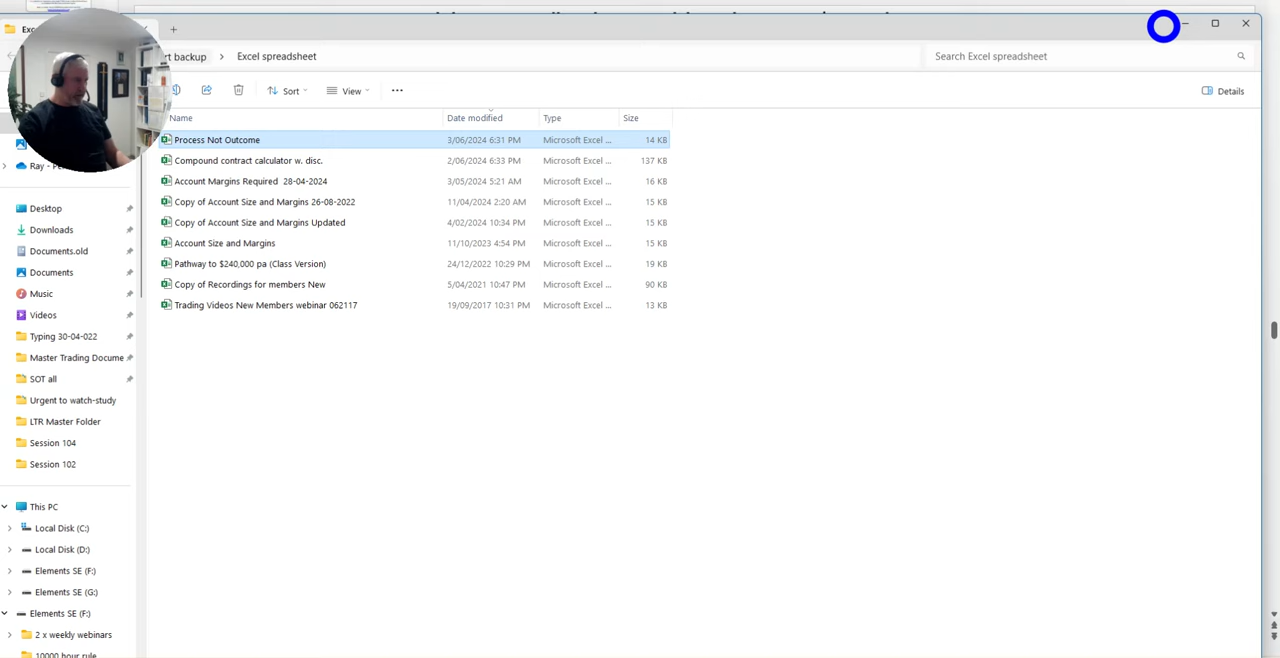 Exc
rt backup > Excel spreadsheet
Search Excel spreadsheet
Sort
View
Details
Name Date modified Type Size
Process Not Outcome 3/06/2024 6:31 PM Microsoft Excel ... 14 KB
Compound contract calculator w. disc. 2/06/2024 6:33 PM Microsoft Excel ... 137 KB
Account Margins Required 28-04-2024 3/05/2024 5:21 AM Microsoft Excel ... 16 KB
Copy of Account Size and Margins 26-08-2022 11/04/2024 2:20 AM Microsoft Excel ... 15 KB
Copy of Account Size and Margins Updated 4/02/2024 10:34 PM Microsoft Excel ... 15 KB
Account Size and Margins 11/10/2023 4:54 PM Microsoft Excel ... 15 KB
Pathway to $240,000 pa (Class Version) 24/12/2022 10:29 PM Microsoft Excel ... 19 KB
Copy of Recordings for members New 5/04/2021 10:47 PM Microsoft Excel ... 90 KB
Trading Videos New Members webinar 062117 19/09/2017 10:31 PM Microsoft Excel ... 13 KB
Ray - Pe
Desktop
Downloads
Documents.old
Documents
Music
Videos
Typing 30-04-022
Master Trading Docume
SOT all
Urgent to watch-study
LTR Master Folder
Session 104
Session 102
This PC
Local Disk (C:)
Local Disk (D:)
Elements SE (F:)
Elements SE (G:)
Elements SE (F:)
2 x weekly webinars
10000 hour rule